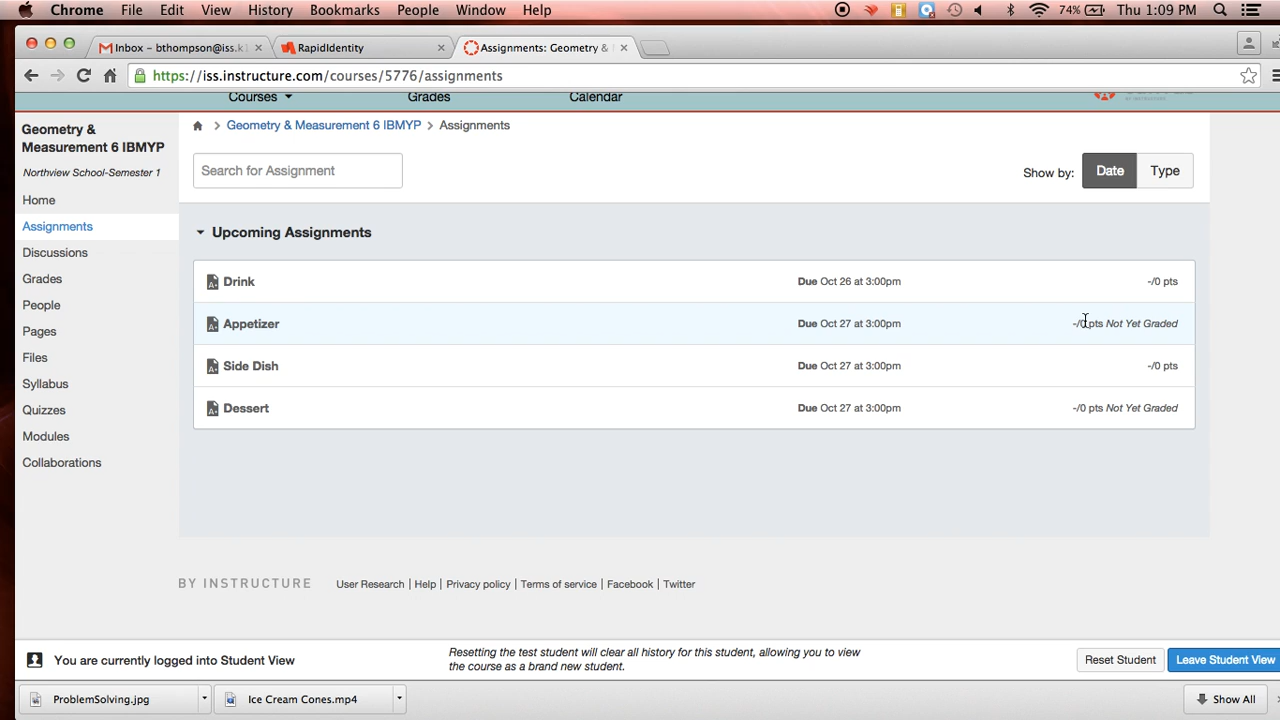 Chrome File Edit View History Bookmarks People Window Help 74% Thu 1:09 PM
Inbox – bthompson@iss.k1 RapidIdentity Assignments: Geometry &
https://iss.instructure.com/courses/5776/assignments
Courses Grades Calendar
Geometry &
Measurement 6 IBMYP
Northview School-Semester 1
Home
Assignments
Discussions
Grades
People
Pages
Files
Syllabus
Quizzes
Modules
Collaborations
Geometry & Measurement 6 IBMYP > Assignments
Search for Assignment
Show by: Date Type
Upcoming Assignments
Drink Due Oct 26 at 3:00pm -/0 pts
Appetizer Due Oct 27 at 3:00pm -/0 pts Not Yet Graded
Side Dish Due Oct 27 at 3:00pm -/0 pts
Dessert Due Oct 27 at 3:00pm -/0 pts Not Yet Graded
BY INSTRUCTURE User Research | Help | Privacy policy | Terms of service | Facebook | Twitter
You are currently logged into Student View
Resetting the test student will clear all history for this student, allowing you to view
the course as a brand new student.
Reset Student Leave Student View
ProblemSolving.jpg Ice Cream Cones.mp4 Show All